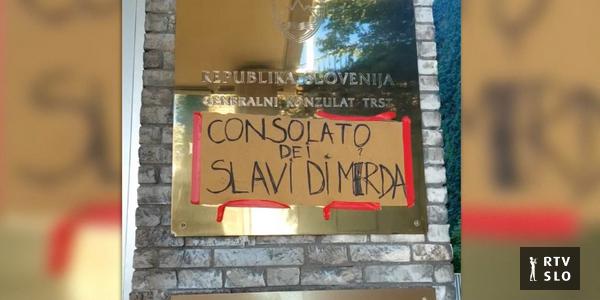 REPUBLIKA SLOVENIJA
GENERALNI KONZULAT TRST
CONSOLATO
DEI
SLAVI DI MERDA
RTV
SLO